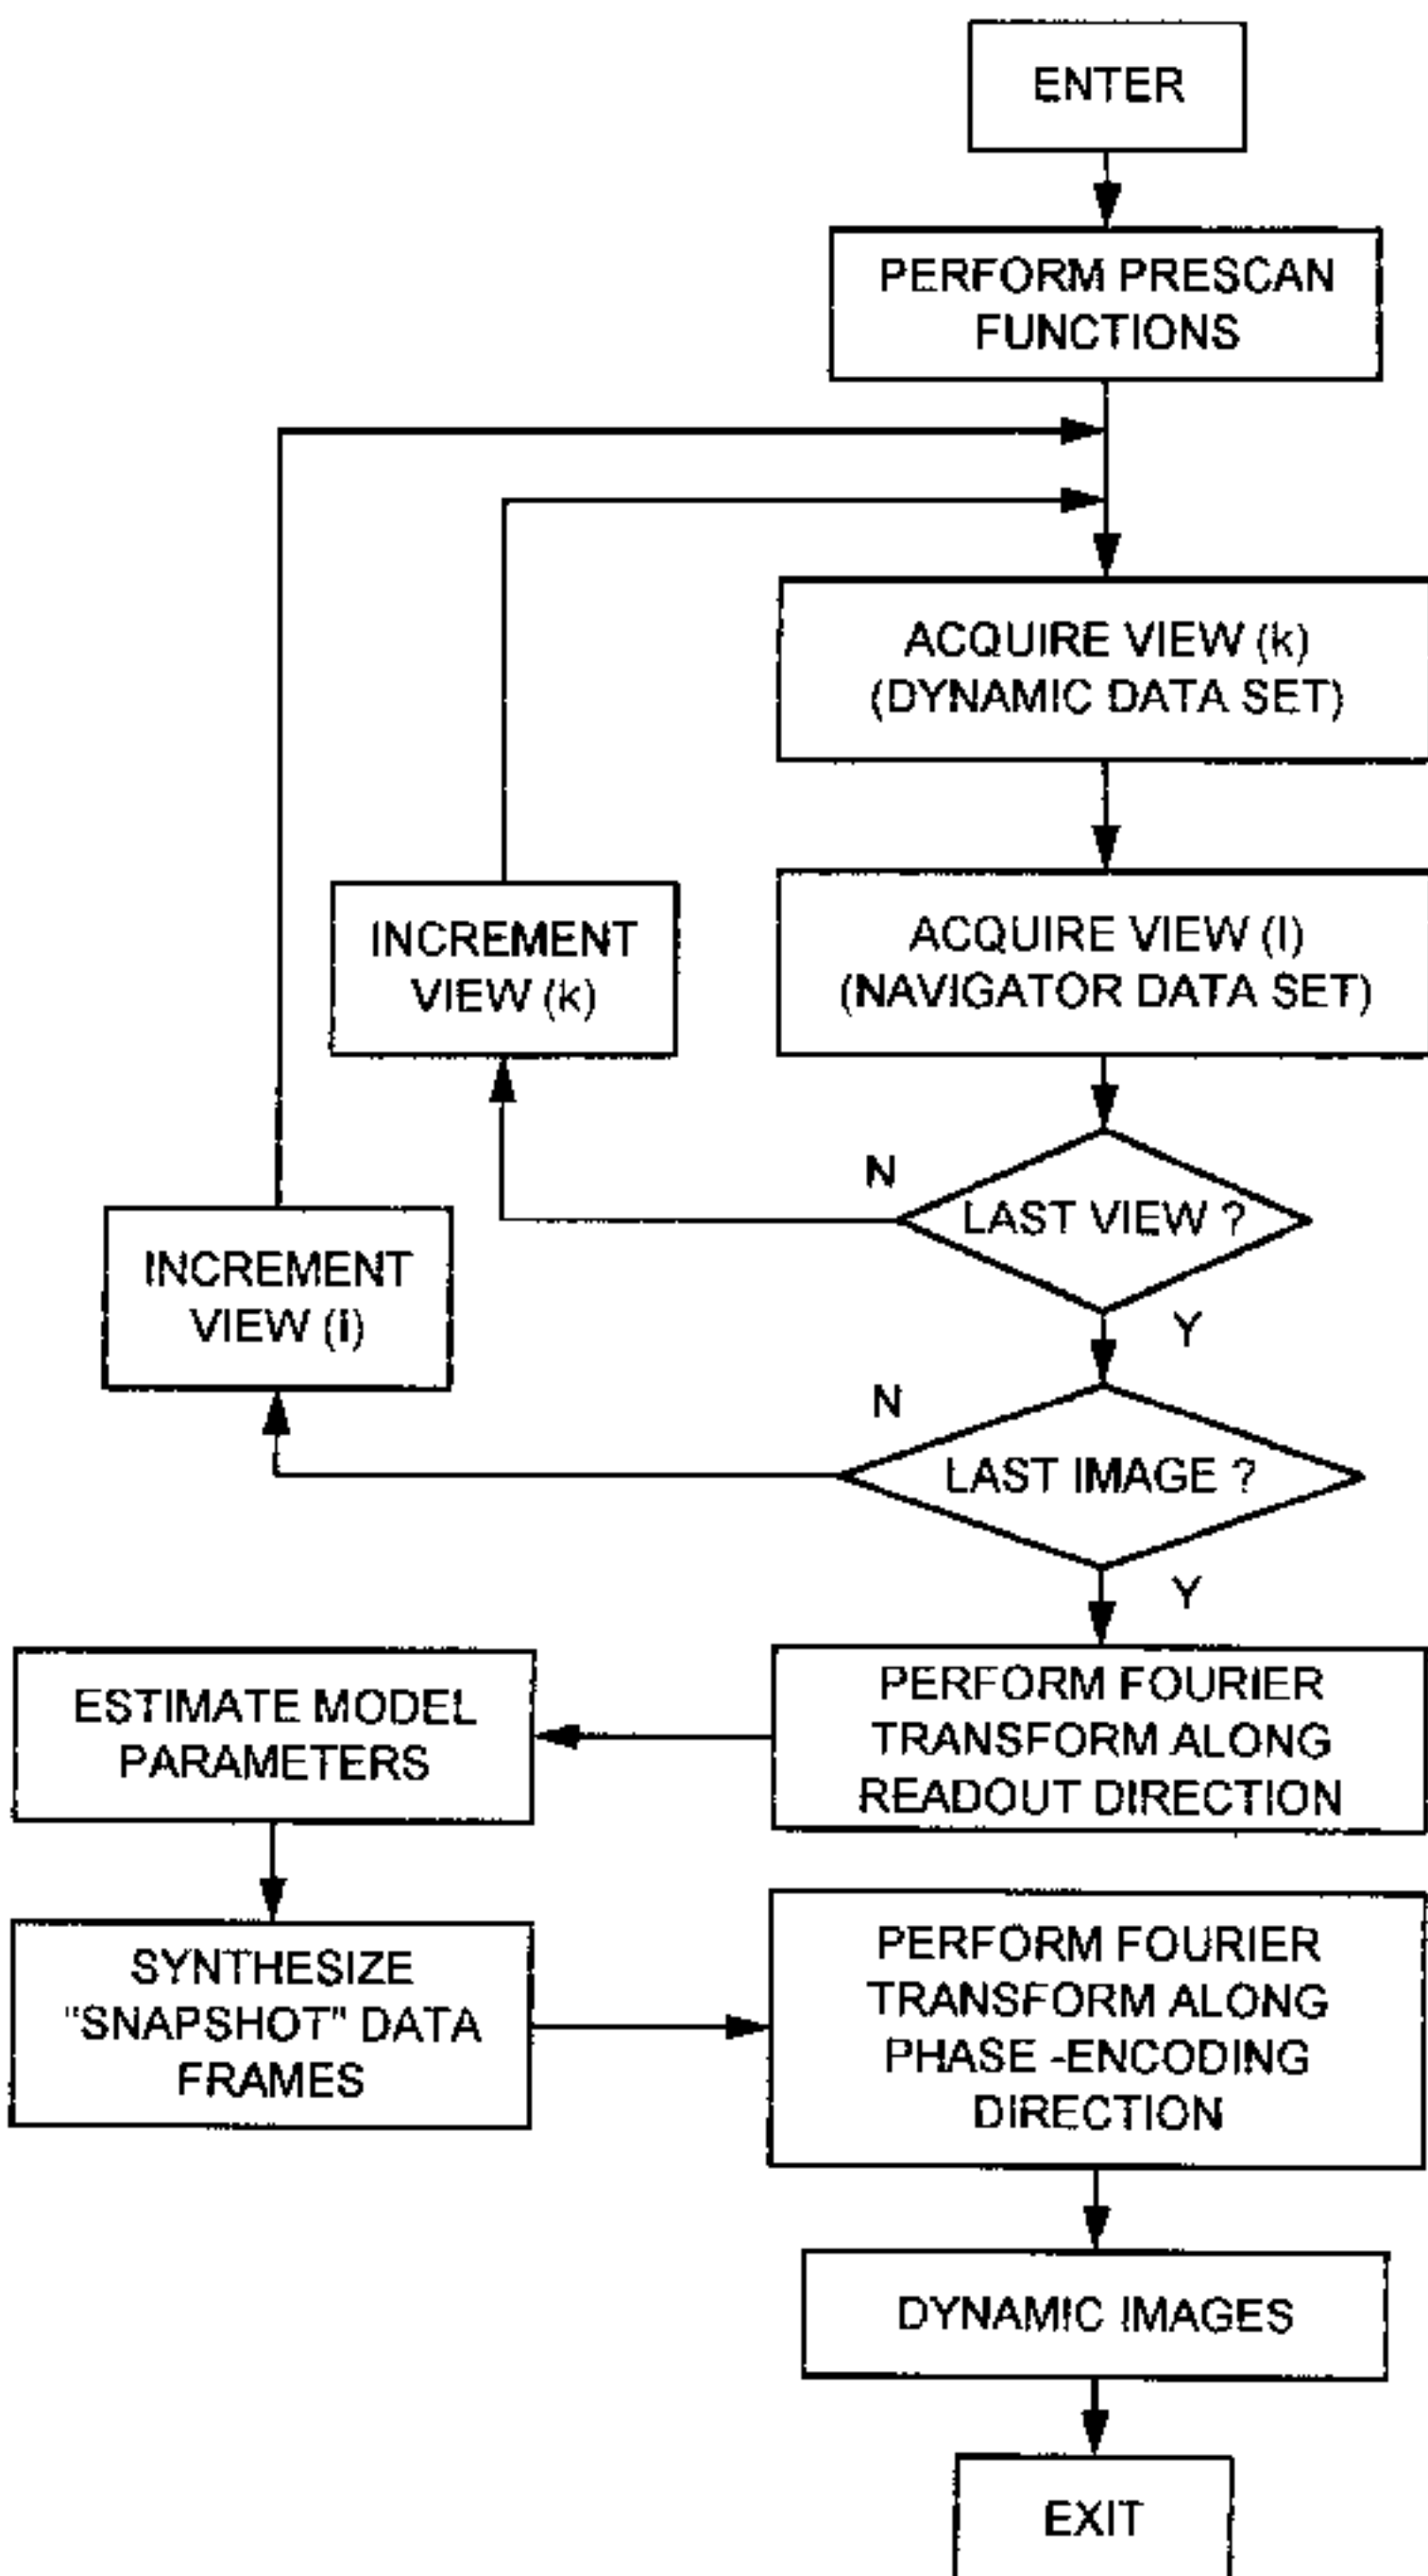 ENTER
PERFORM PRESCAN
FUNCTIONS
ACQUIRE VIEW (k)
(DYNAMIC DATA SET)
ACQUIRE VIEW (l)
(NAVIGATOR DATA SET)
INCREMENT
VIEW (k)
N
LAST VIEW ?
Y
INCREMENT
VIEW (i)
N
LAST IMAGE ?
Y
PERFORM FOURIER
TRANSFORM ALONG
READOUT DIRECTION
ESTIMATE MODEL
PARAMETERS
SYNTHESIZE
"SNAPSHOT" DATA
FRAMES
PERFORM FOURIER
TRANSFORM ALONG
PHASE -ENCODING
DIRECTION
DYNAMIC IMAGES
EXIT